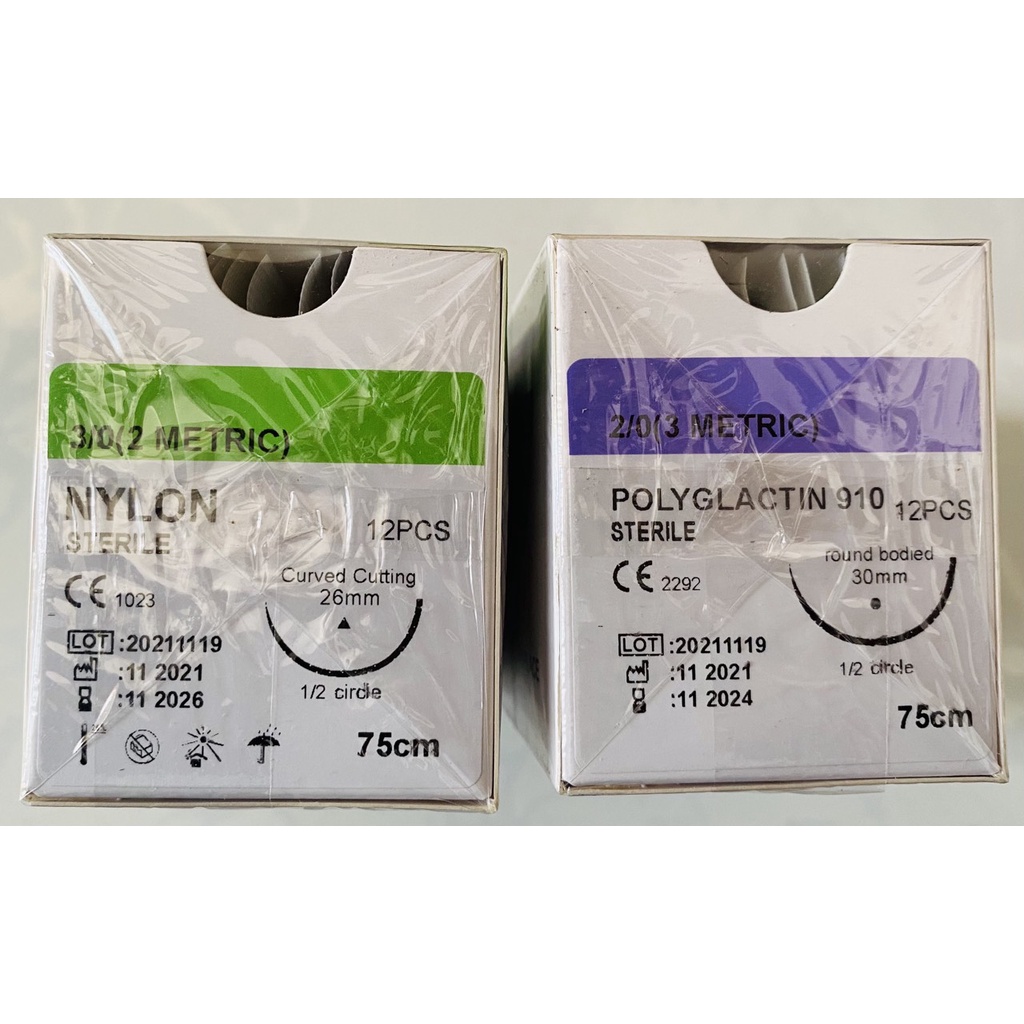 3/0(2 METRIC)
NYLON
STERILE
12PCS
CE 1023
Curved Cutting
26mm
1/2 circle
LOT :20211119
:11 2021
:11 2026
75cm
2/0(3 METRIC)
POLYGLACTIN 910
STERILE
12PCS
CE 2292
round bodied
30mm
1/2 circle
LOT :20211119
:11 2021
:11 2024
75cm